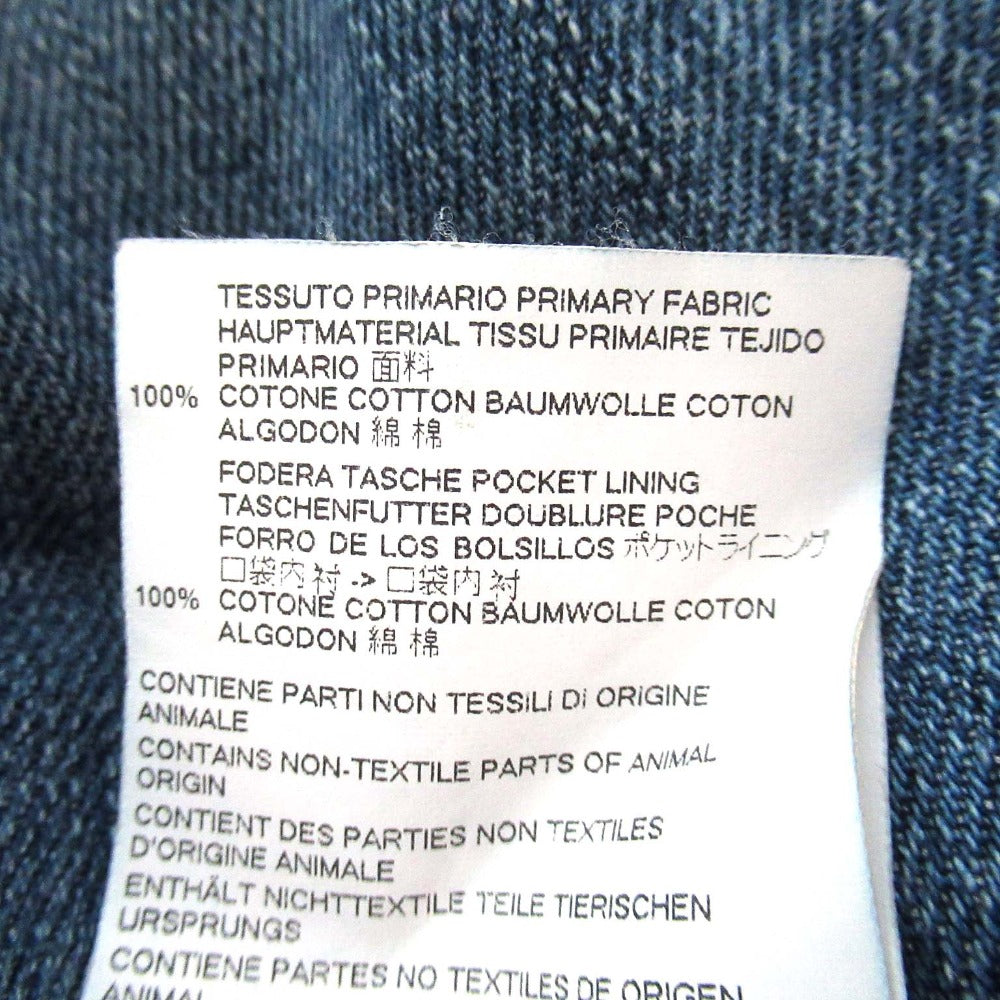 TESSUTO PRIMARIO PRIMARY FABRIC
HAUPTMATERIAL TISSU PRIMAIRE TEJIDO
PRIMARIO 面料
100% COTONE COTTON BAUMWOLLE COTON
ALGODON 綿 棉
FODERA TASCHE POCKET LINING
TASCHENFUTTER DOUBLURE POCHE
FORRO DE LOS BOLSILLOS ポケットライニング
口袋内衬 -> 口袋内衬
100% COTONE COTTON BAUMWOLLE COTON
ALGODON 綿 棉
CONTIENE PARTI NON TESSILI DI ORIGINE
ANIMALE
CONTAINS NON-TEXTILE PARTS OF ANIMAL
ORIGIN
CONTIENT DES PARTIES NON TEXTILES
D'ORIGINE ANIMALE
ENTHÄLT NICHTTEXTILE TEILE TIERISCHEN
URSPRUNGS
CONTIENE PARTES NO TEXTILES DE ORIGEN
ANIMAL